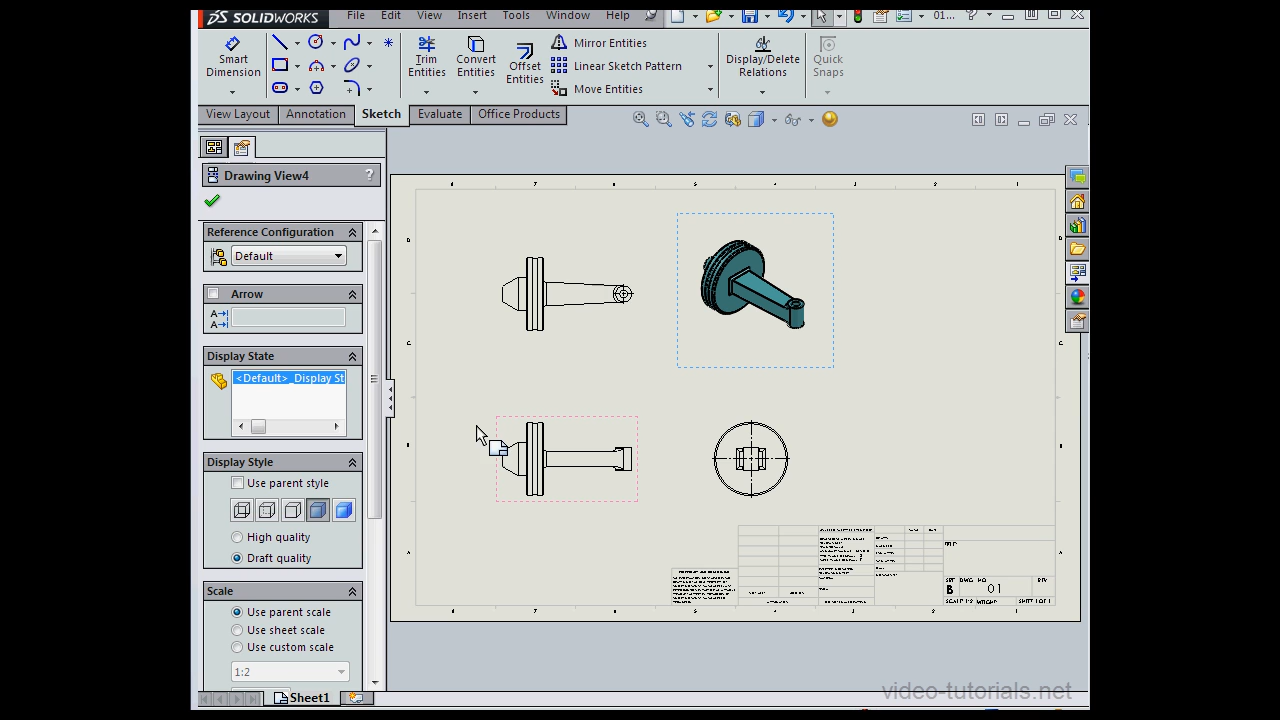 SOLIDWORKS
File Edit View Insert Tools Window Help
01...
Smart Dimension
Trim Entities
Convert Entities
Offset Entities
Mirror Entities
Linear Sketch Pattern
Move Entities
Display/Delete Relations
Quick Snaps
View Layout Annotation Sketch Evaluate Office Products
Drawing View4
?
Reference Configuration
Default
Arrow
Display State
<Default>_Display St
Display Style
Use parent style
High quality
Draft quality
Scale
Use parent scale
Use sheet scale
Use custom scale
1:2
Sheet1
B
01
video-tutorials.net